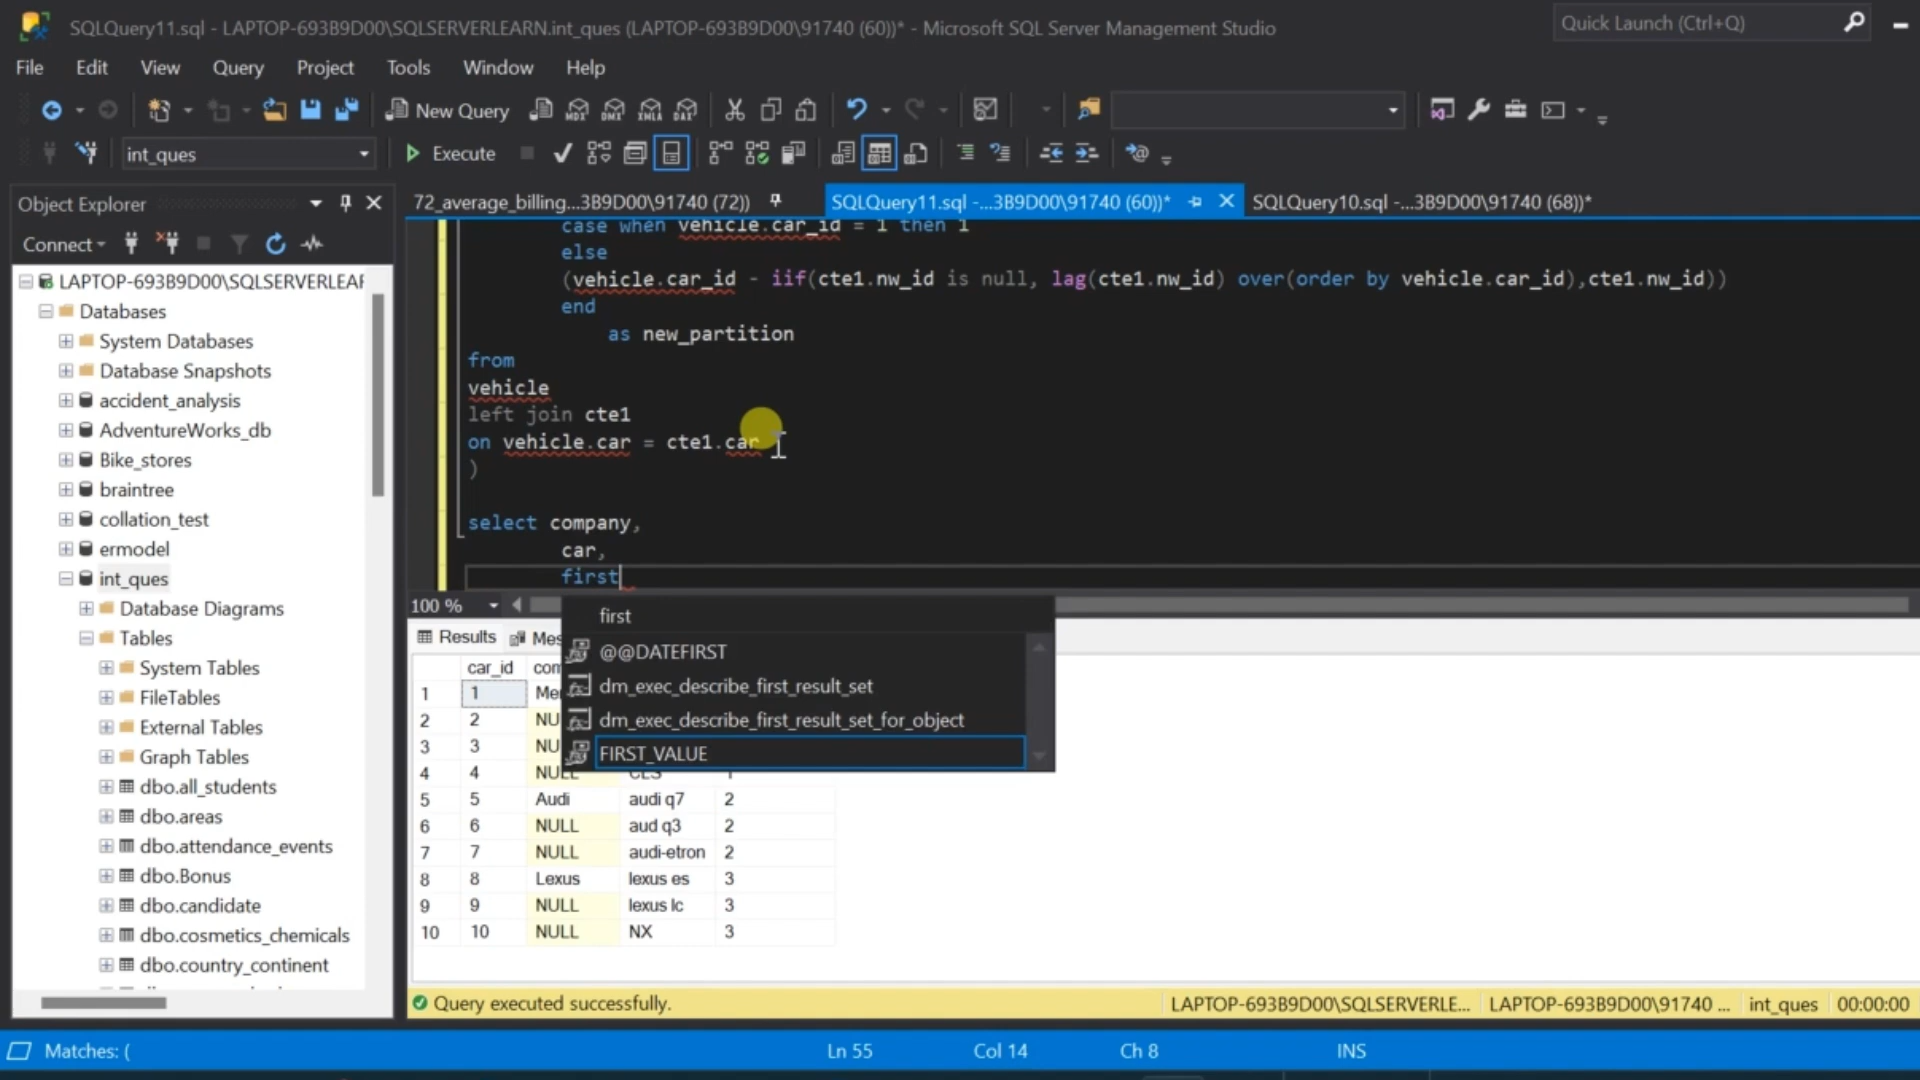 SQLQuery11.sql - LAPTOP-693B9D00\SQLSERVERLEARN.int_ques (LAPTOP-693B9D00\91740 (60))* - Microsoft SQL Server Management Studio
Quick Launch (Ctrl+Q)
File Edit View Query Project Tools Window Help
New Query
int_ques
Execute
Object Explorer
72_average_billing...3B9D00\91740 (72))
SQLQuery11.sql -...3B9D00\91740 (60))*
SQLQuery10.sql -...3B9D00\91740 (68))*
Connect
LAPTOP-693B9D00\SQLSERVERLEAR
Databases
System Databases
Database Snapshots
accident_analysis
AdventureWorks_db
Bike_stores
braintree
collation_test
ermodel
int_ques
Database Diagrams
Tables
System Tables
FileTables
External Tables
Graph Tables
dbo.all_students
dbo.areas
dbo.attendance_events
dbo.Bonus
dbo.candidate
dbo.cosmetics_chemicals
dbo.country_continent
case when vehicle.car_id = 1 then 1
else
(vehicle.car_id - iif(cte1.nw_id is null, lag(cte1.nw_id) over(order by vehicle.car_id),cte1.nw_id))
end
as new_partition
from
vehicle
left join cte1
on vehicle.car = cte1.car
)
select company,
car,
first
100 %
first
@@DATEFIRST
dm_exec_describe_first_result_set
dm_exec_describe_first_result_set_for_object
FIRST_VALUE
Results Mes
car_id com
1 1 Mer
2 2 NU
3 3 NU
4 4 NULL CLS 1
5 5 Audi audi q7 2
6 6 NULL aud q3 2
7 7 NULL audi-etron 2
8 8 Lexus lexus es 3
9 9 NULL lexus lc 3
10 10 NULL NX 3
Query executed successfully.
LAPTOP-693B9D00\SQLSERVERLE... LAPTOP-693B9D00\91740 ... int_ques 00:00:00
Matches: (
Ln 55 Col 14 Ch 8 INS